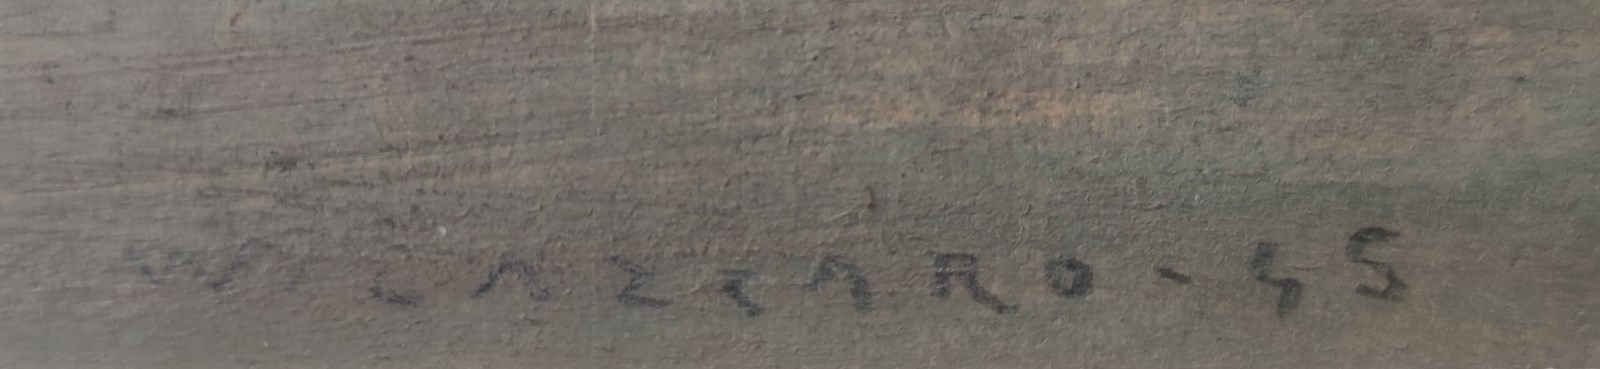 W. LAZZARO - 45